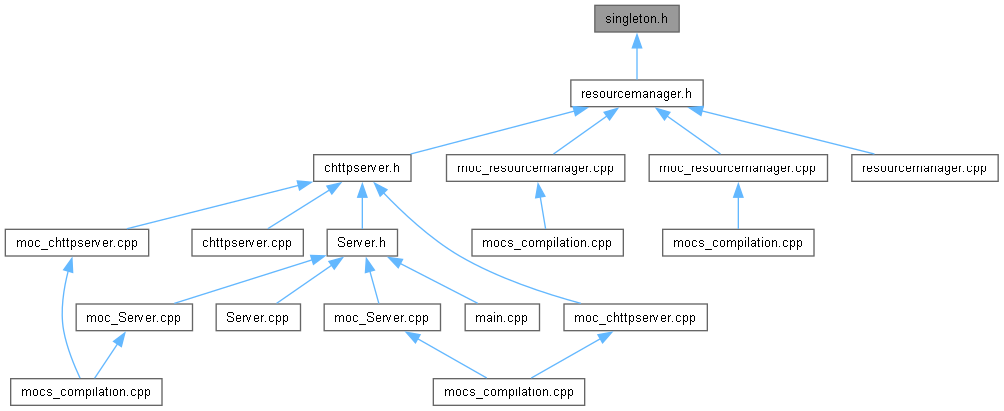 singleton.h
resourcemanager.h
chttpserver.h
moc_resourcemanager.cpp
moc_resourcemanager.cpp
resourcemanager.cpp
moc_chttpserver.cpp
chttpserver.cpp
Server.h
mocs_compilation.cpp
mocs_compilation.cpp
moc_Server.cpp
Server.cpp
moc_Server.cpp
main.cpp
moc_chttpserver.cpp
mocs_compilation.cpp
mocs_compilation.cpp